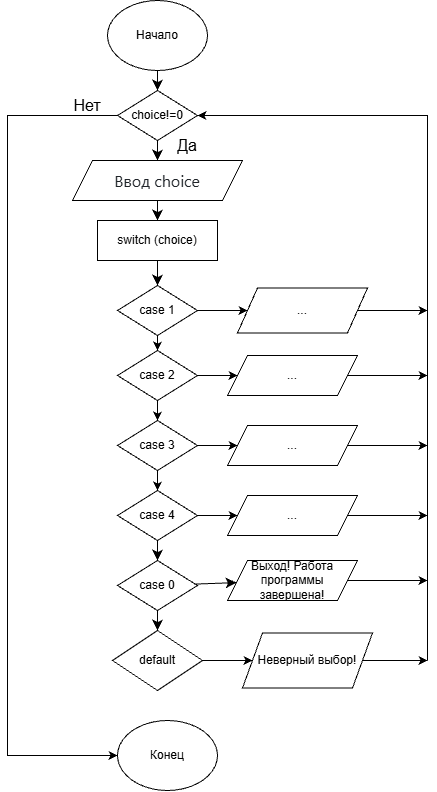 Начало
choice!=0
Нет
Да
Ввод choice
switch (choice)
case 1
...
case 2
...
case 3
...
case 4
...
case 0
Выход! Работа
программы
завершена!
default
Неверный выбор!
Конец